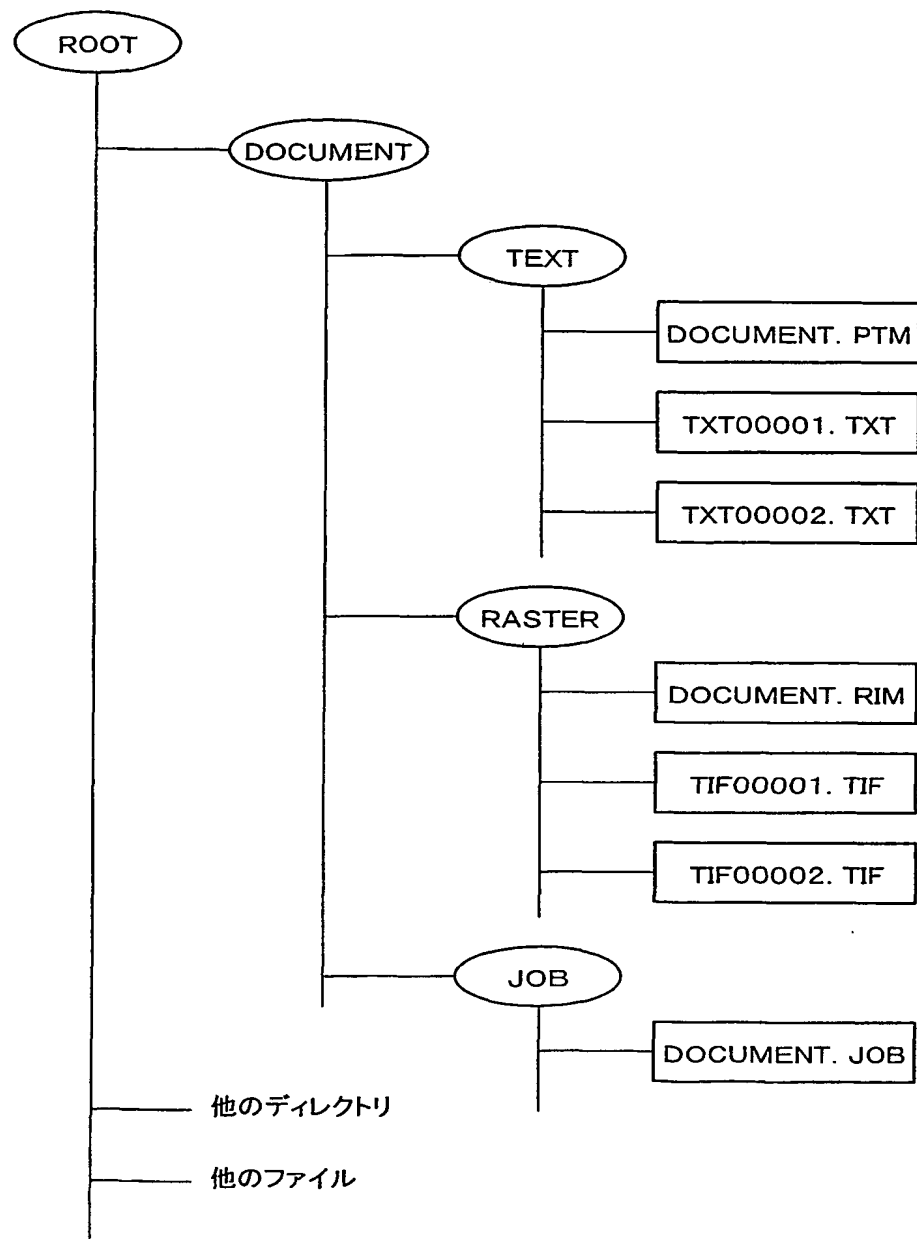 ROOT
DOCUMENT
TEXT
DOCUMENT. PTM
TXT00001. TXT
TXT00002. TXT
RASTER
DOCUMENT. RIM
TIF00001. TIF
TIF00002. TIF
JOB
DOCUMENT. JOB
他のディレクトリ
他のファイル